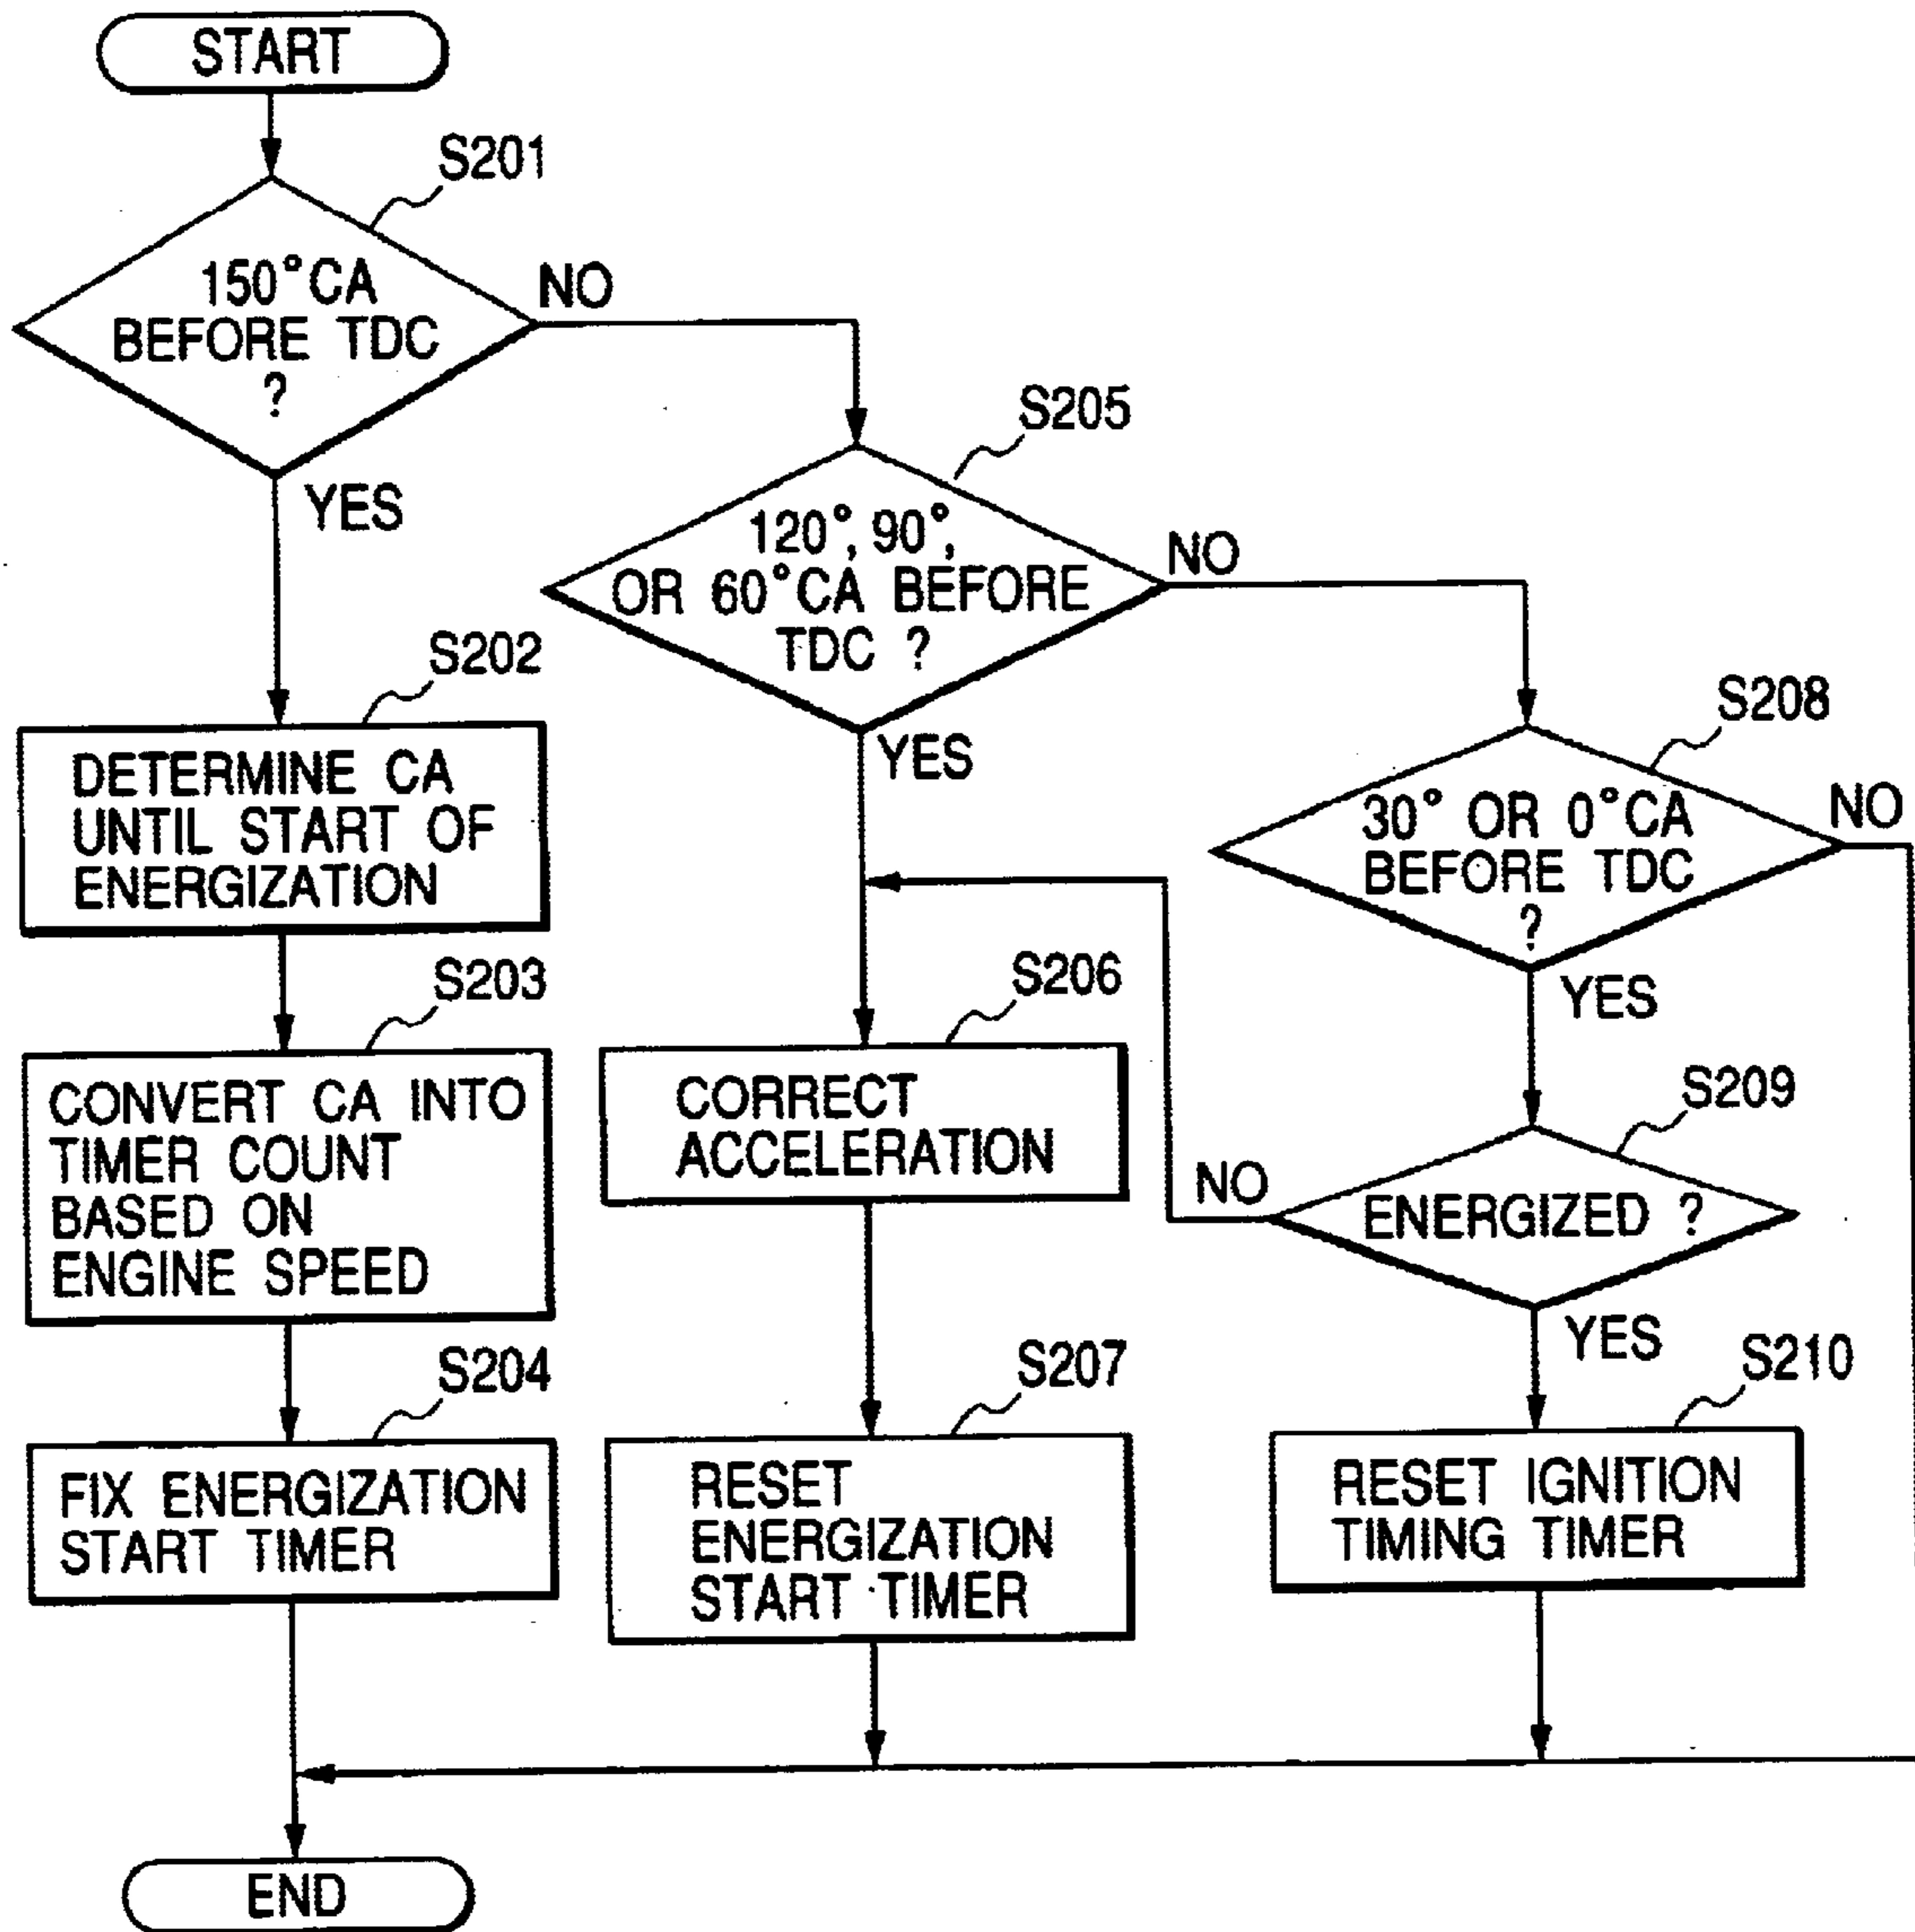 START
S201
150°CA
BEFORE TDC
?
NO
YES
S205
120°, 90°,
OR 60°CA BEFORE
TDC ?
NO
YES
S202
DETERMINE CA
UNTIL START OF
ENERGIZATION
S208
30° OR 0°CA
BEFORE TDC
?
NO
YES
S203
CONVERT CA INTO
TIMER COUNT
BASED ON
ENGINE SPEED
S206
CORRECT
ACCELERATION
S209
ENERGIZED ?
NO
YES
S204
FIX ENERGIZATION
START TIMER
S207
RESET
ENERGIZATION
START TIMER
S210
RESET IGNITION
TIMING TIMER
END